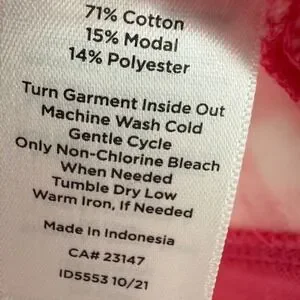 71% Cotton
15% Modal
14% Polyester
Turn Garment Inside Out
Machine Wash Cold
Gentle Cycle
Only Non-Chlorine Bleach
When Needed
Tumble Dry Low
Warm Iron, If Needed
Made in Indonesia
CA# 23147
ID5553 10/21